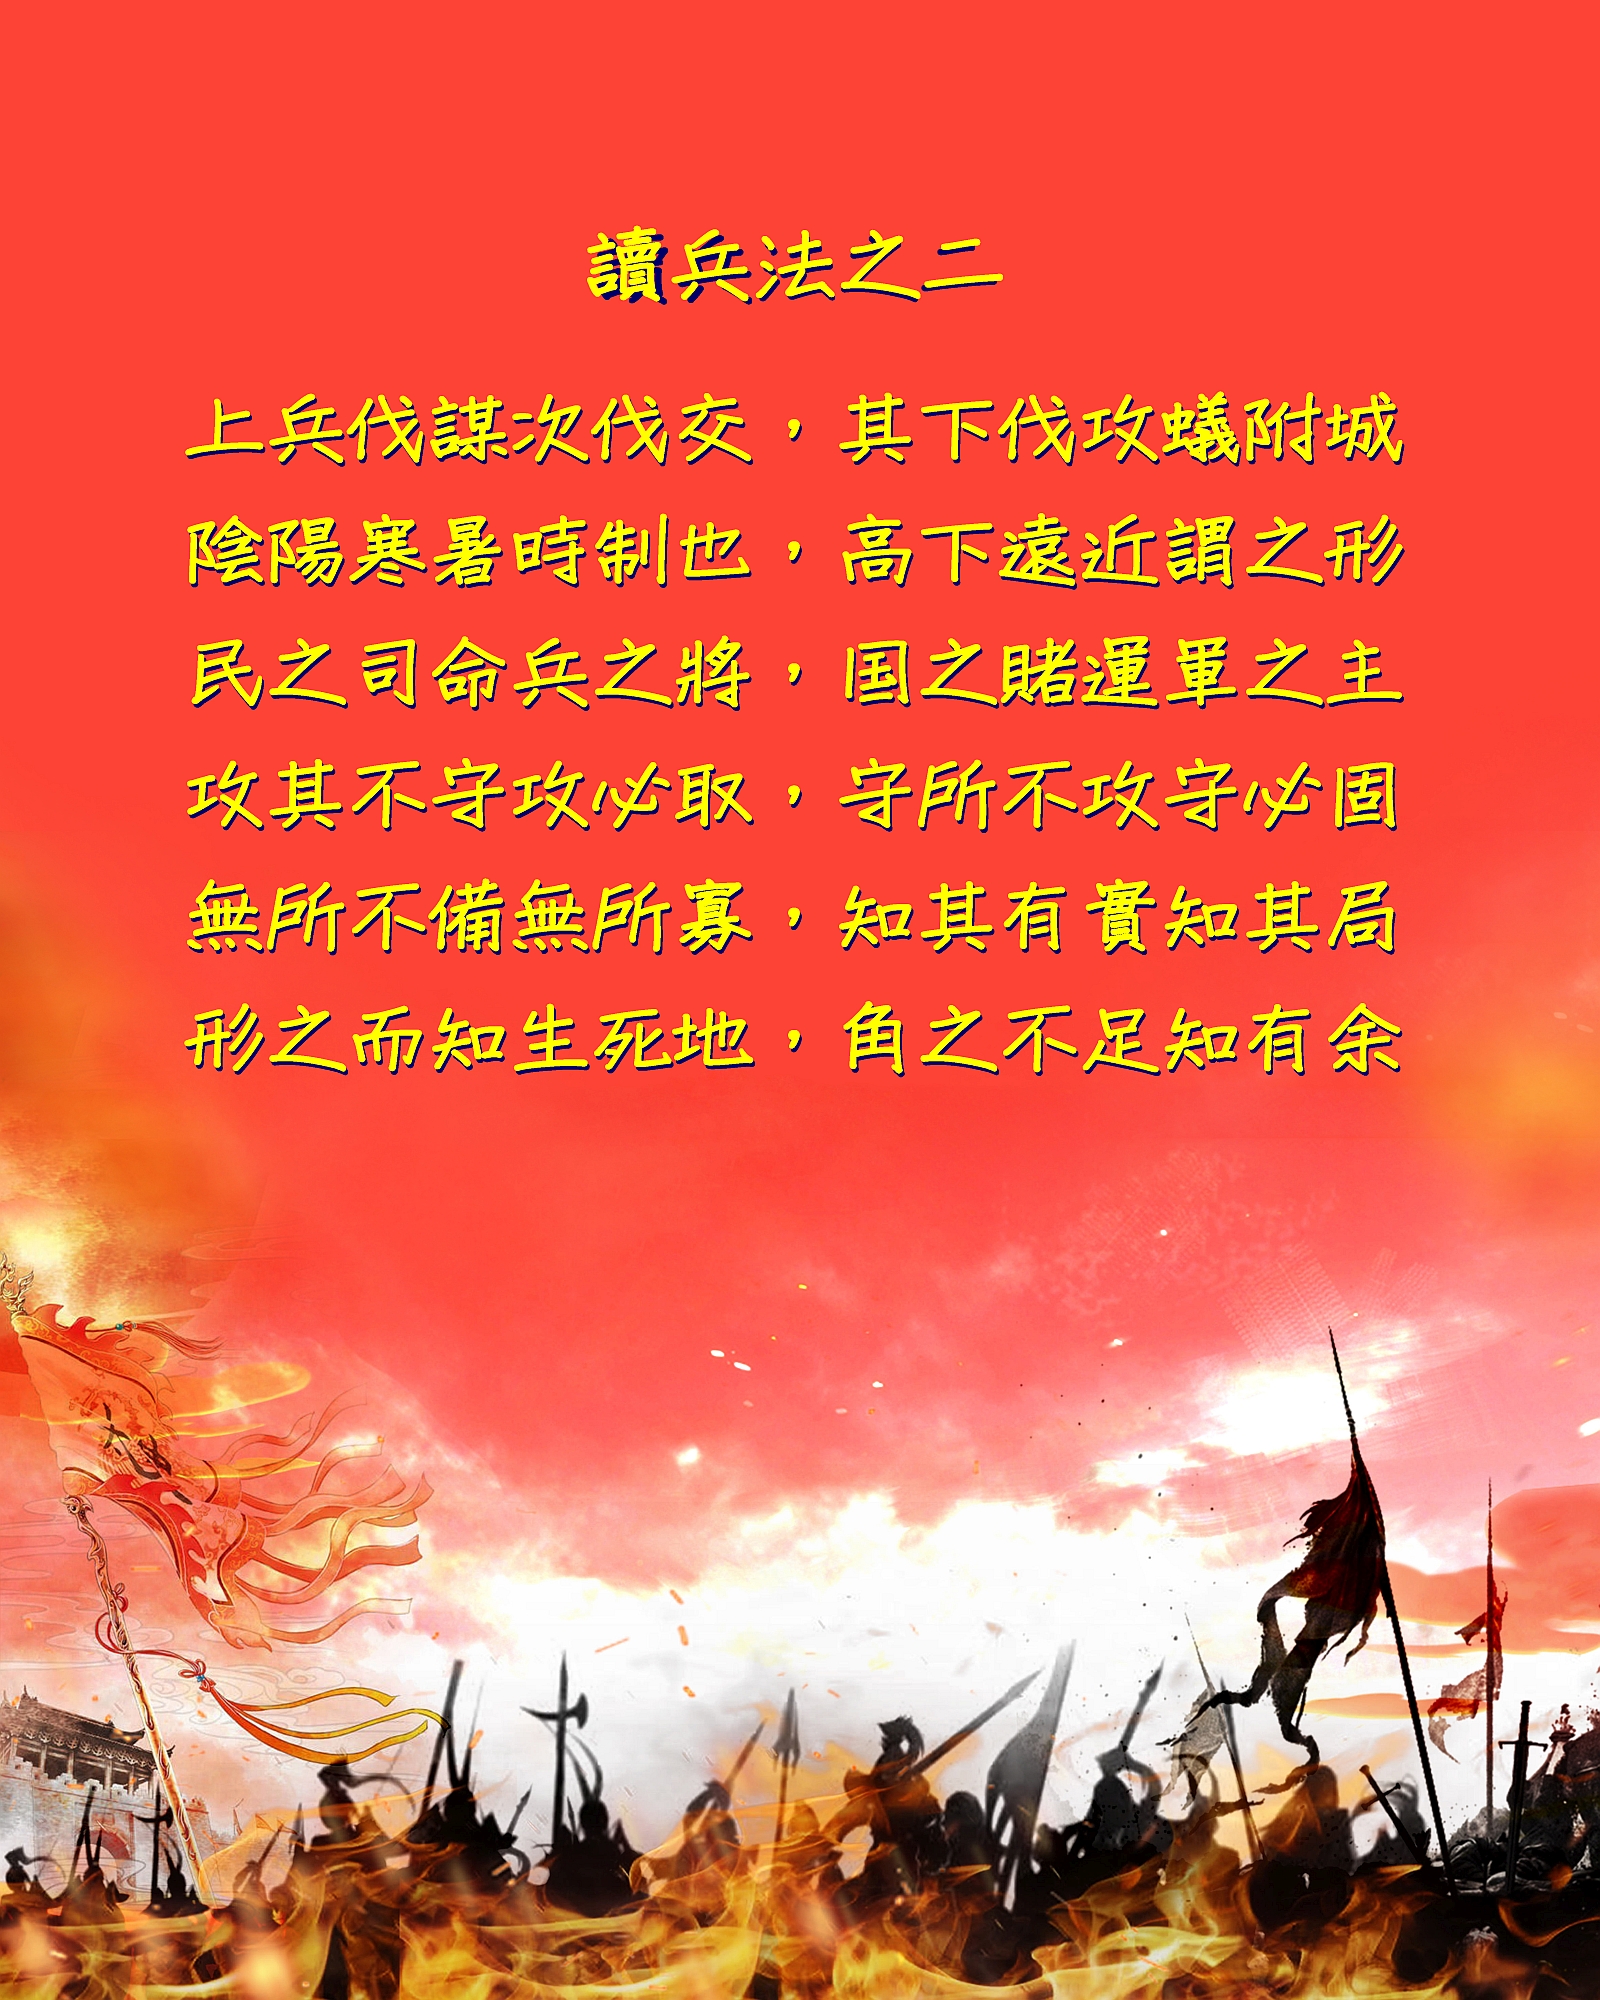 讀兵法之二
上兵伐謀次伐交，其下伐攻蟻附城
陰陽寒暑時制也，高下遠近謂之形
民之司命兵之將，国之賭運軍之主
攻其不守攻必取，守所不攻守必固
無所不備無所寡，知其有實知其局
形之而知生死地，角之不足知有余